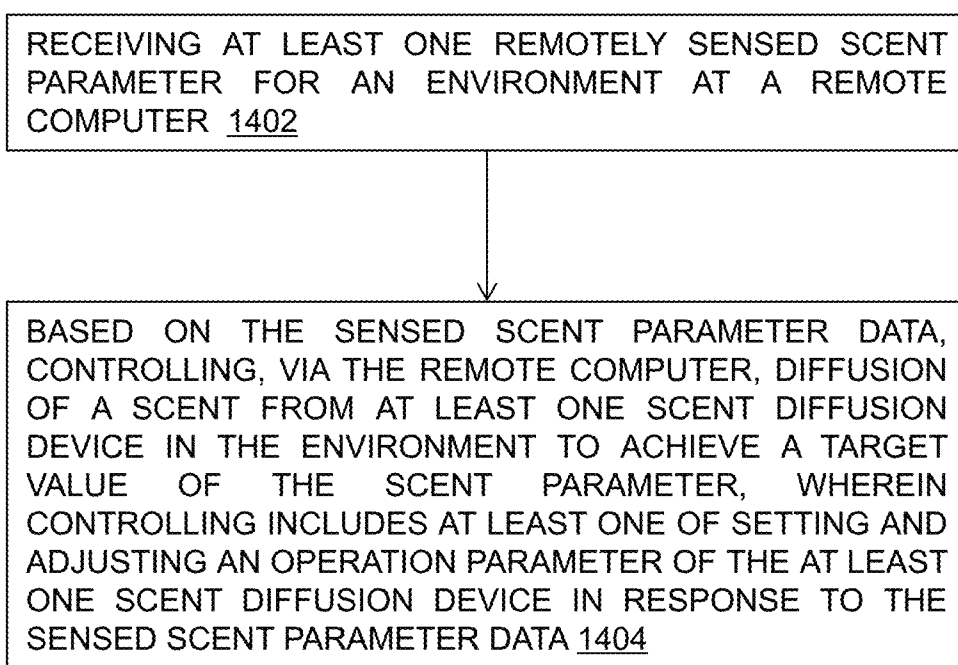 RECEIVING AT LEAST ONE REMOTELY SENSED SCENT
PARAMETER FOR AN ENVIRONMENT AT A REMOTE
COMPUTER 1402
BASED ON THE SENSED SCENT PARAMETER DATA,
CONTROLLING, VIA THE REMOTE COMPUTER, DIFFUSION
OF A SCENT FROM AT LEAST ONE SCENT DIFFUSION
DEVICE IN THE ENVIRONMENT TO ACHIEVE A TARGET
VALUE OF THE SCENT PARAMETER, WHEREIN
CONTROLLING INCLUDES AT LEAST ONE OF SETTING AND
ADJUSTING AN OPERATION PARAMETER OF THE AT LEAST
ONE SCENT DIFFUSION DEVICE IN RESPONSE TO THE
SENSED SCENT PARAMETER DATA 1404